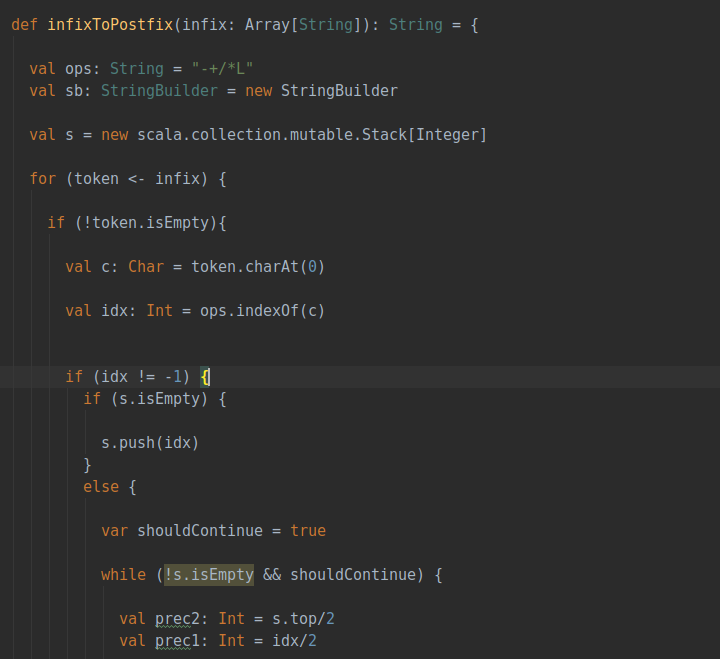 def infixToPostfix(infix: Array[String]): String = {
val ops: String = "-+/*L"
val sb: StringBuilder = new StringBuilder
val s = new scala.collection.mutable.Stack[Integer]
for (token <- infix) {
if (!token.isEmpty){
val c: Char = token.charAt(0)
val idx: Int = ops.indexOf(c)
if (idx != -1) {
if (s.isEmpty) {
s.push(idx)
}
else {
var shouldContinue = true
while (!s.isEmpty && shouldContinue) {
val prec2: Int = s.top/2
val prec1: Int = idx/2